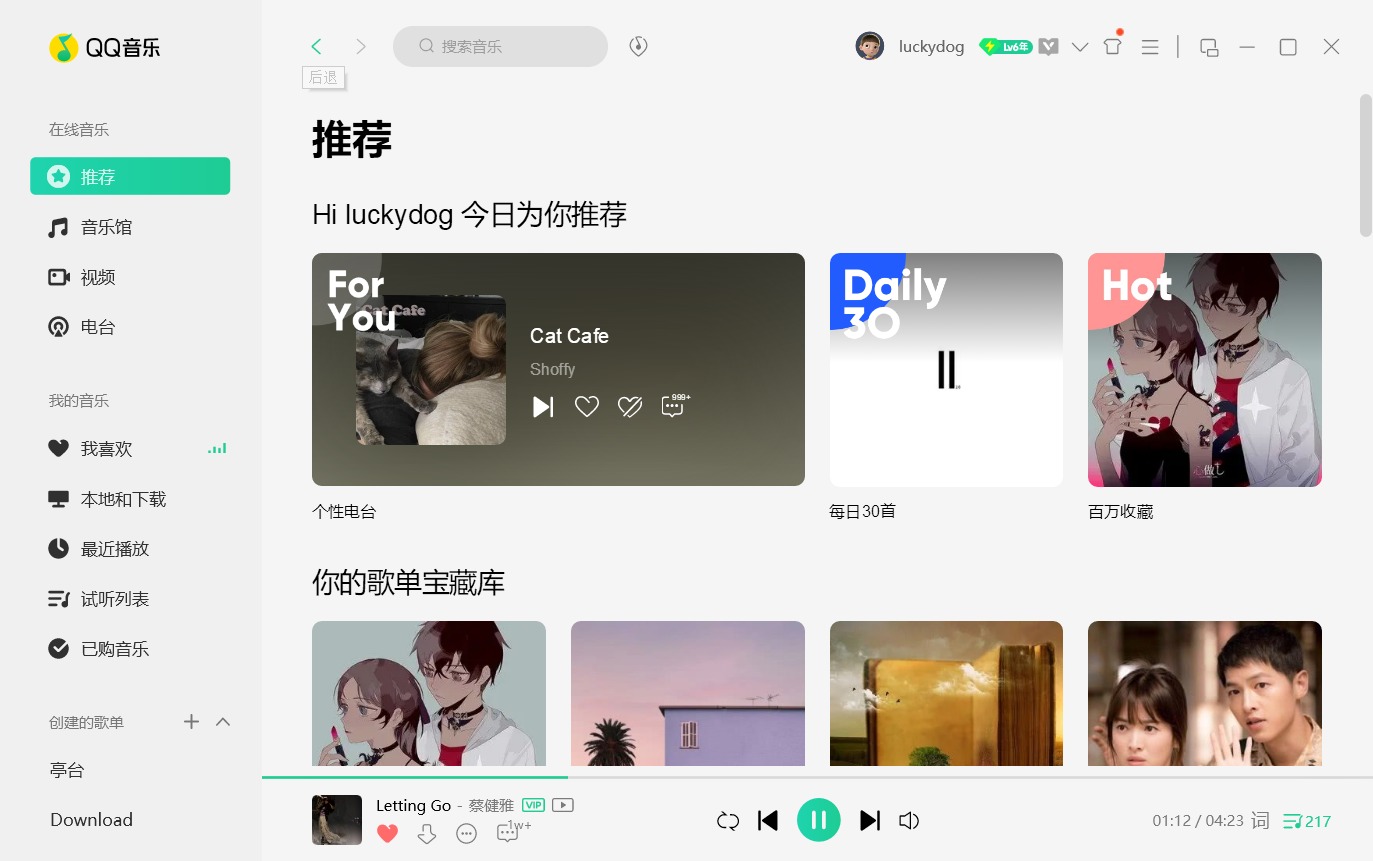 QQ音乐
搜索音乐
luckydog
Lv6年
后退
在线音乐
推荐
音乐馆
视频
电台
我的音乐
我喜欢
本地和下载
最近播放
试听列表
已购音乐
创建的歌单
亭台
Download
推荐
Hi luckydog 今日为你推荐
For
You
Cat Cafe
Cat Cafe
Shoffy
999+
个性电台
Daily
30
每日30首
Hot
心做し
百万收藏
你的歌单宝藏库
Letting Go - 蔡健雅 VIP
1w+
01:12 / 04:23 词 217